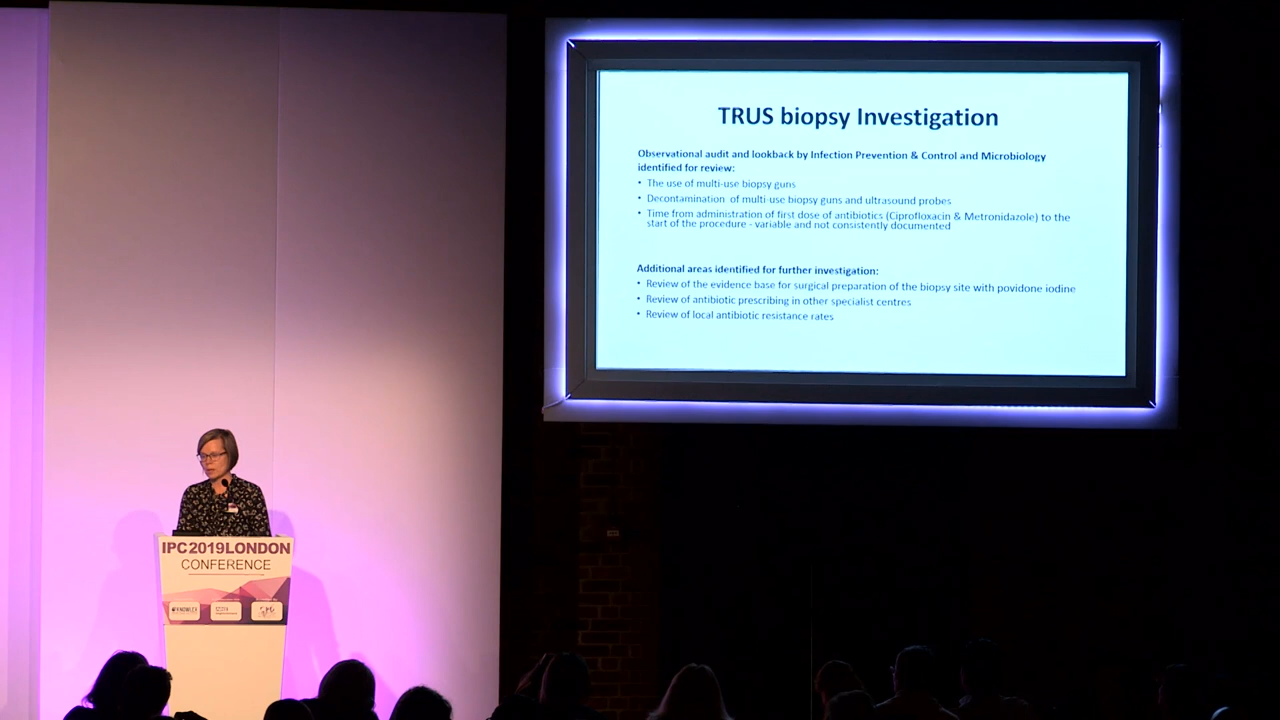 TRUS biopsy Investigation
Observational audit and lookback by Infection Prevention & Control and Microbiology
identified for review:
• The use of multi-use biopsy guns
• Decontamination of multi-use biopsy guns and ultrasound probes
• Time from administration of first dose of antibiotics (Ciprofloxacin & Metronidazole) to the
start of the procedure - variable and not consistently documented
Additional areas identified for further investigation:
• Review of the evidence base for surgical preparation of the biopsy site with povidone iodine
• Review of antibiotic prescribing in other specialist centres
• Review of local antibiotic resistance rates
IPC2019LONDON
CONFERENCE
KNOWLEX